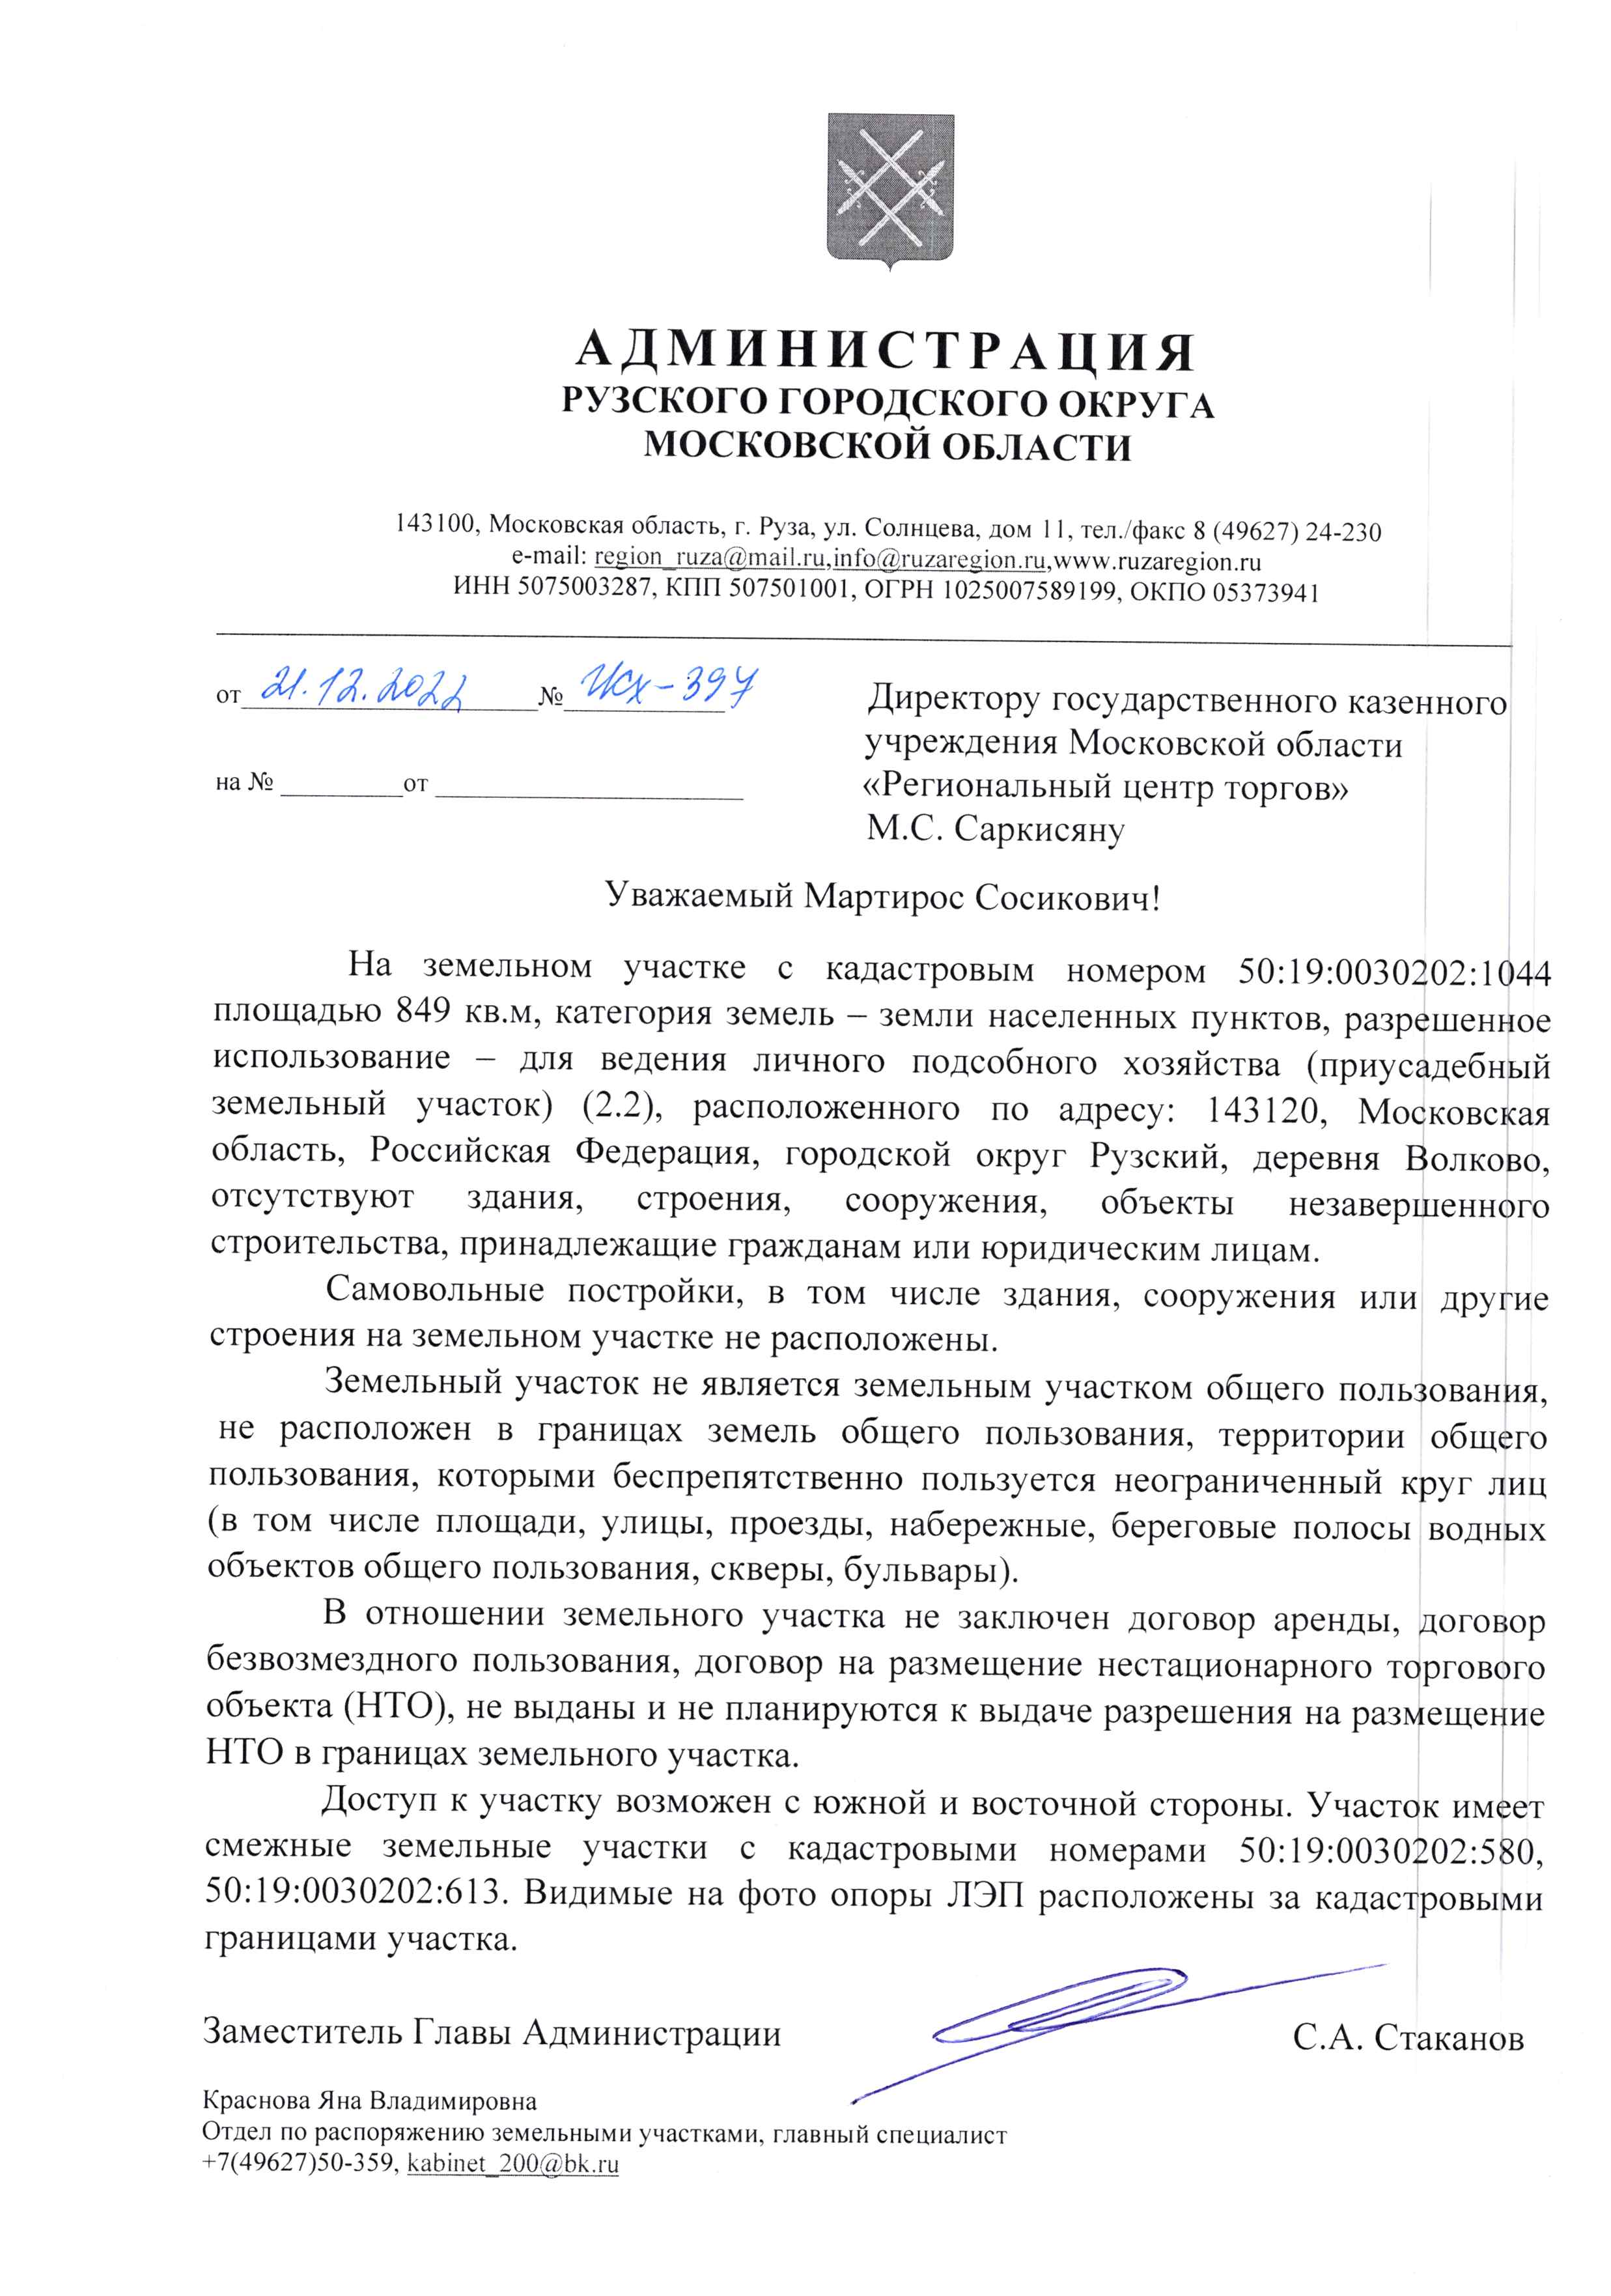 АДМИНИСТРАЦИЯ
РУЗСКОГО ГОРОДСКОГО ОКРУГА
МОСКОВСКОЙ ОБЛАСТИ
143100, Московская область, г. Руза, ул. Солнцева, дом 11, тел./факс 8 (49627) 24-230
e-mail: region_ruza@mail.ru,info@ruzaregion.ru,www.ruzaregion.ru
ИНН 5075003287, КПП 507501001, ОГРН 1025007589199, ОКПО 05373941
от 21.12.2022 № Исх-397
на № _________ от _______________________
Директору государственного казенного
учреждения Московской области
«Региональный центр торгов»
М.С. Саркисяну
Уважаемый Мартирос Сосикович!
На земельном участке с кадастровым номером 50:19:0030202:1044
площадью 849 кв.м, категория земель – земли населенных пунктов, разрешенное
использование – для ведения личного подсобного хозяйства (приусадебный
земельный участок) (2.2), расположенного по адресу: 143120, Московская
область, Российская Федерация, городской округ Рузский, деревня Волково,
отсутствуют здания, строения, сооружения, объекты незавершенного
строительства, принадлежащие гражданам или юридическим лицам.
Самовольные постройки, в том числе здания, сооружения или другие
строения на земельном участке не расположены.
Земельный участок не является земельным участком общего пользования,
не расположен в границах земель общего пользования, территории общего
пользования, которыми беспрепятственно пользуется неограниченный круг лиц
(в том числе площади, улицы, проезды, набережные, береговые полосы водных
объектов общего пользования, скверы, бульвары).
В отношении земельного участка не заключен договор аренды, договор
безвозмездного пользования, договор на размещение нестационарного торгового
объекта (НТО), не выданы и не планируются к выдаче разрешения на размещение
НТО в границах земельного участка.
Доступ к участку возможен с южной и восточной стороны. Участок имеет
смежные земельные участки с кадастровыми номерами 50:19:0030202:580,
50:19:0030202:613. Видимые на фото опоры ЛЭП расположены за кадастровыми
границами участка.
Заместитель Главы Администрации С.А. Стаканов
Краснова Яна Владимировна
Отдел по распоряжению земельными участками, главный специалист
+7(49627)50-359, kabinet_200@bk.ru